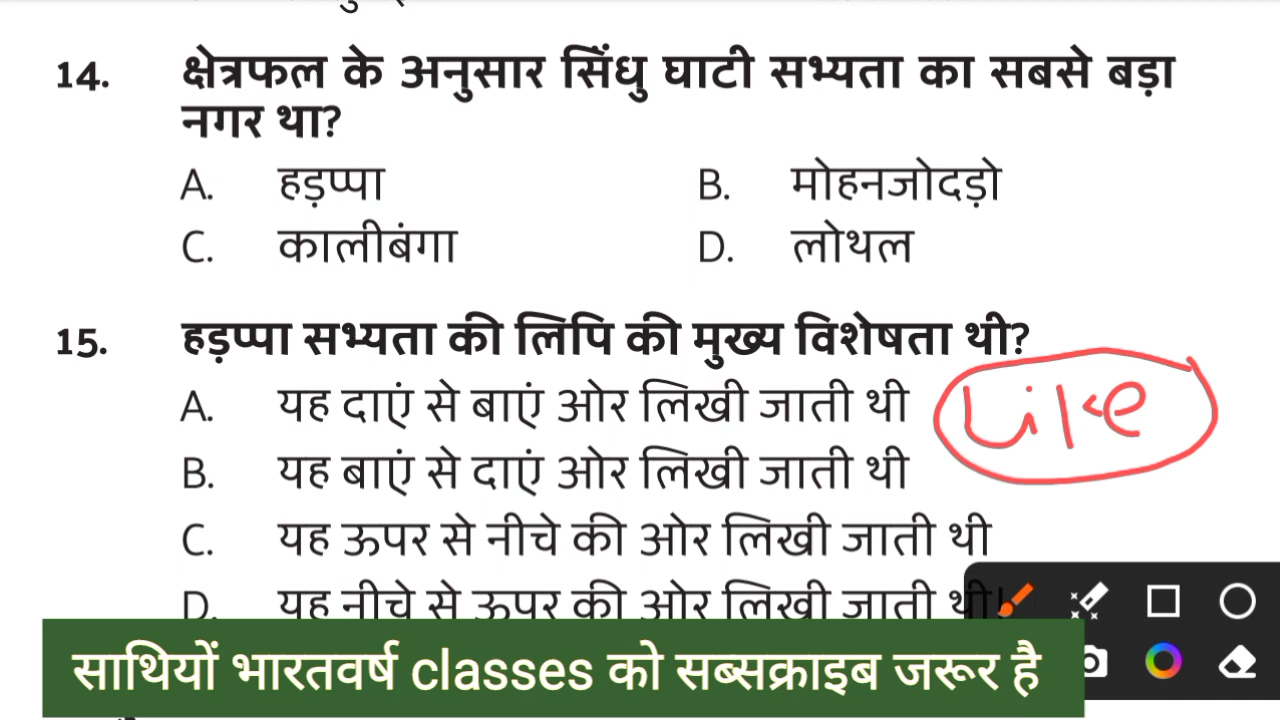 14. क्षेत्रफल के अनुसार सिंधु घाटी सभ्यता का सबसे बड़ा
नगर था?
A. हड़प्पा B. मोहनजोदड़ो
C. कालीबंगा D. लोथल
15. हड़प्पा सभ्यता की लिपि की मुख्य विशेषता थी?
A. यह दाएं से बाएं ओर लिखी जाती थी
Like
B. यह बाएं से दाएं ओर लिखी जाती थी
C. यह ऊपर से नीचे की ओर लिखी जाती थी
D. यह नीचे से ऊपर की ओर लिखी जाती थी
साथियों भारतवर्ष classes को सब्सक्राइब जरूर है